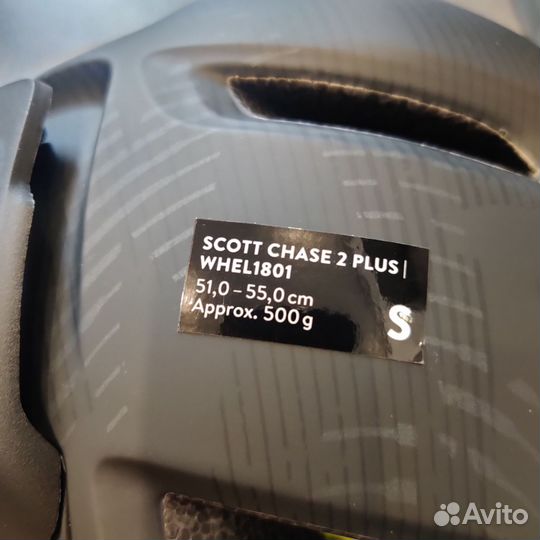 SCOTT CHASE 2 PLUS |
WHEL1801
51,0 – 55,0 cm
Approx. 500 g
S
Avito